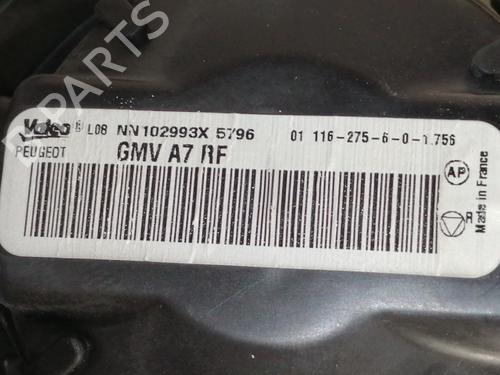 Valeo ® L08 NN102993X 5796 01 116-275-6-0-1.756
PEUGEOT GMV A7 RF
AP
R
Made in France
B PARTS